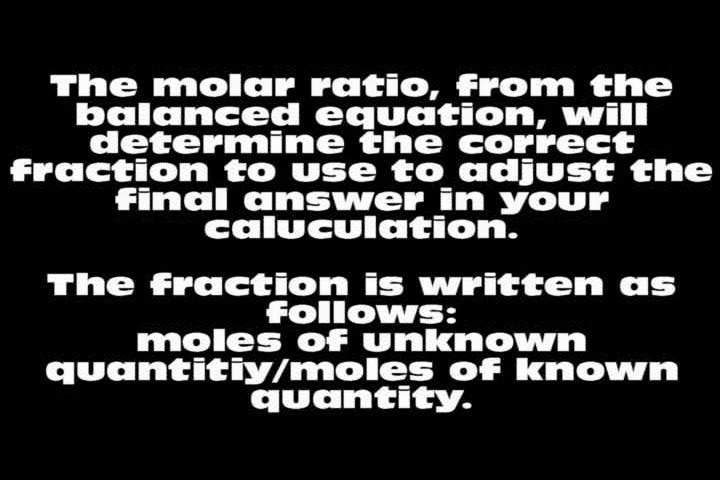 The molar ratio, from the
balanced equation, will
determine the correct
fraction to use to adjust the
final answer in your
caluculation.
The fraction is written as
follows:
moles of unknown
quantitiy/moles of known
quantity.